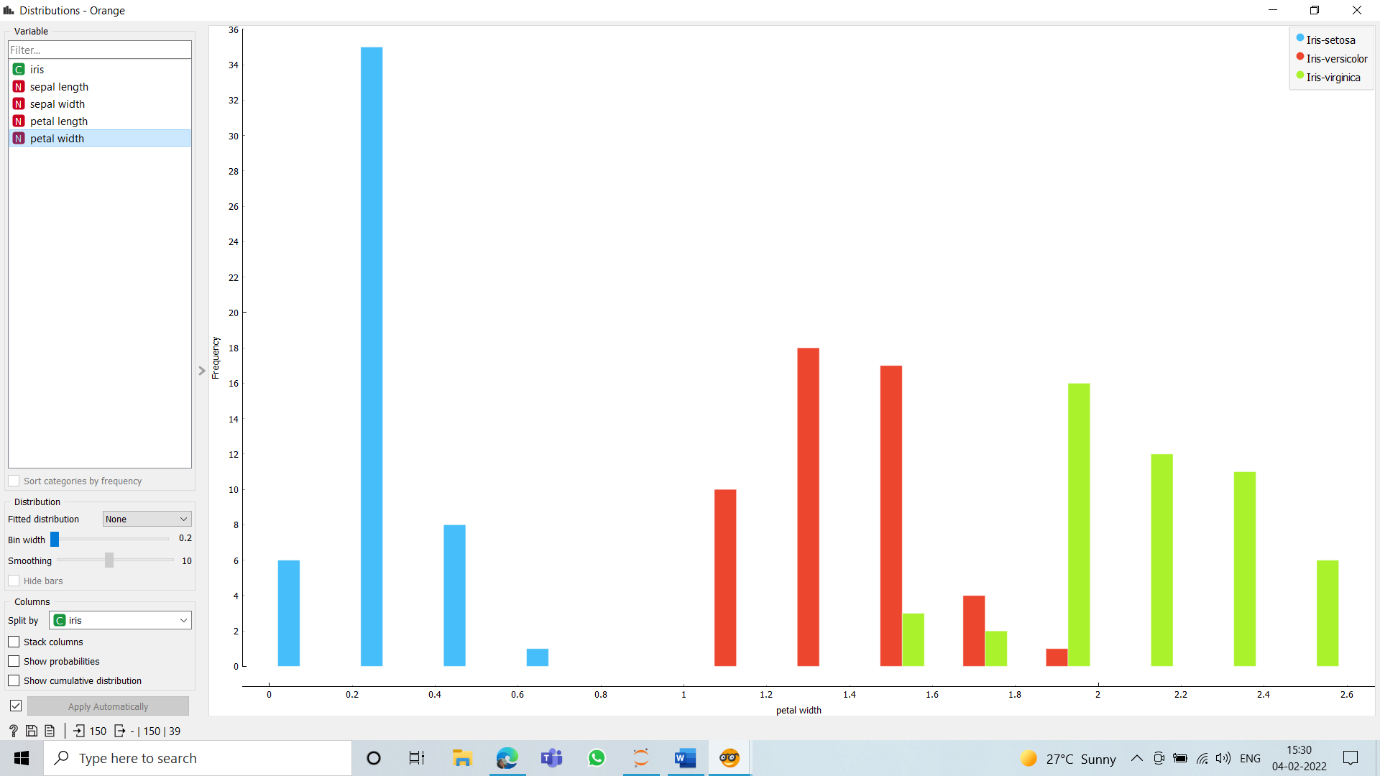 Distributions - Orange
Variable
Filter...
C iris
N sepal length
N sepal width
N petal length
N petal width
Sort categories by frequency
Distribution
Fitted distribution None
Bin width 0.2
Smoothing 10
Hide bars
Columns
Split by C iris
Stack columns
Show probabilities
Show cumulative distribution
Apply Automatically
? 150 - | 150 | 39
Iris-setosa
Iris-versicolor
Iris-virginica
Frequency
36
34
32
30
28
26
24
22
20
18
16
14
12
10
8
6
4
2
0
0 0.2 0.4 0.6 0.8 1 1.2 1.4 1.6 1.8 2 2.2 2.4 2.6
petal width
Type here to search
27°C Sunny ENG 15:30
04-02-2022